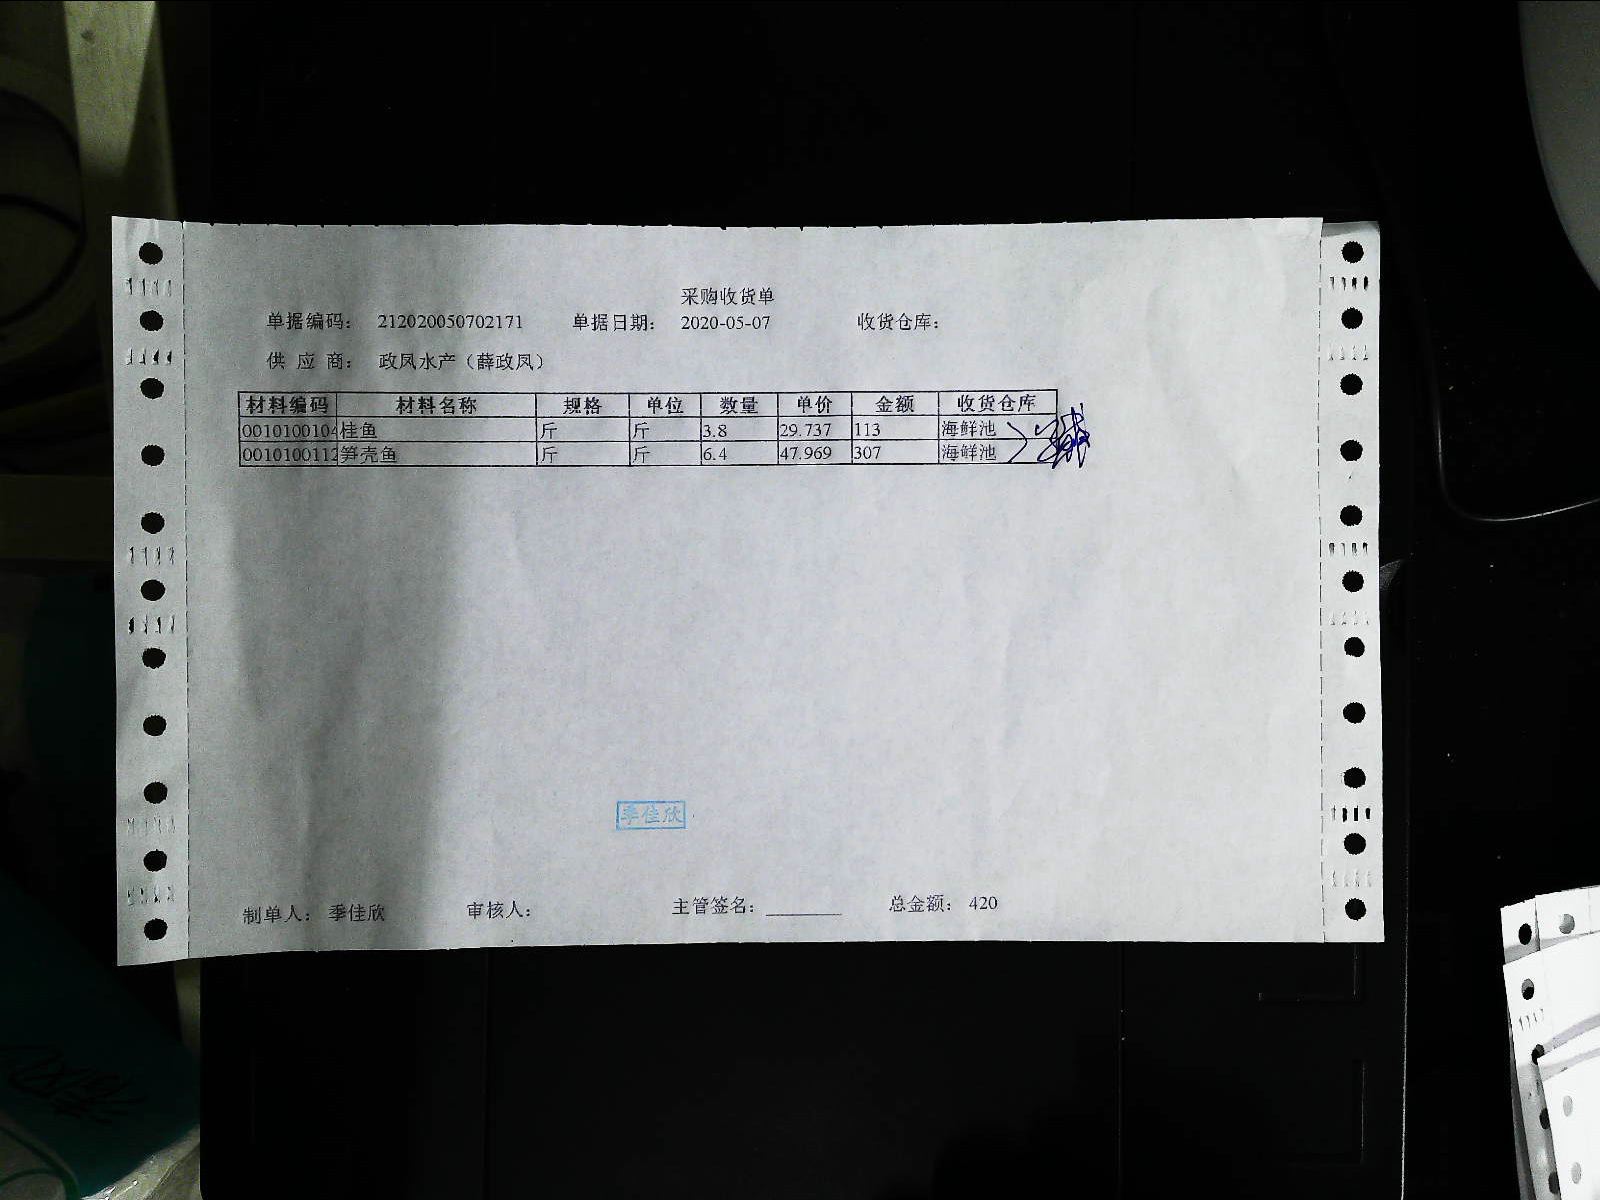 采购收货单
单据编码： 212020050702171 单据日期： 2020-05-07 收货仓库：
供 应 商： 政凤水产（薛政凤）
材料编码 材料名称 规格 单位 数量 单价 金额 收货仓库
0010100104 桂鱼 斤 斤 3.8 29.737 113 海鲜池
0010100112 笋壳鱼 斤 斤 6.4 47.969 307 海鲜池
季佳欣
制单人： 季佳欣 审核人： 主管签名： 总金额： 420